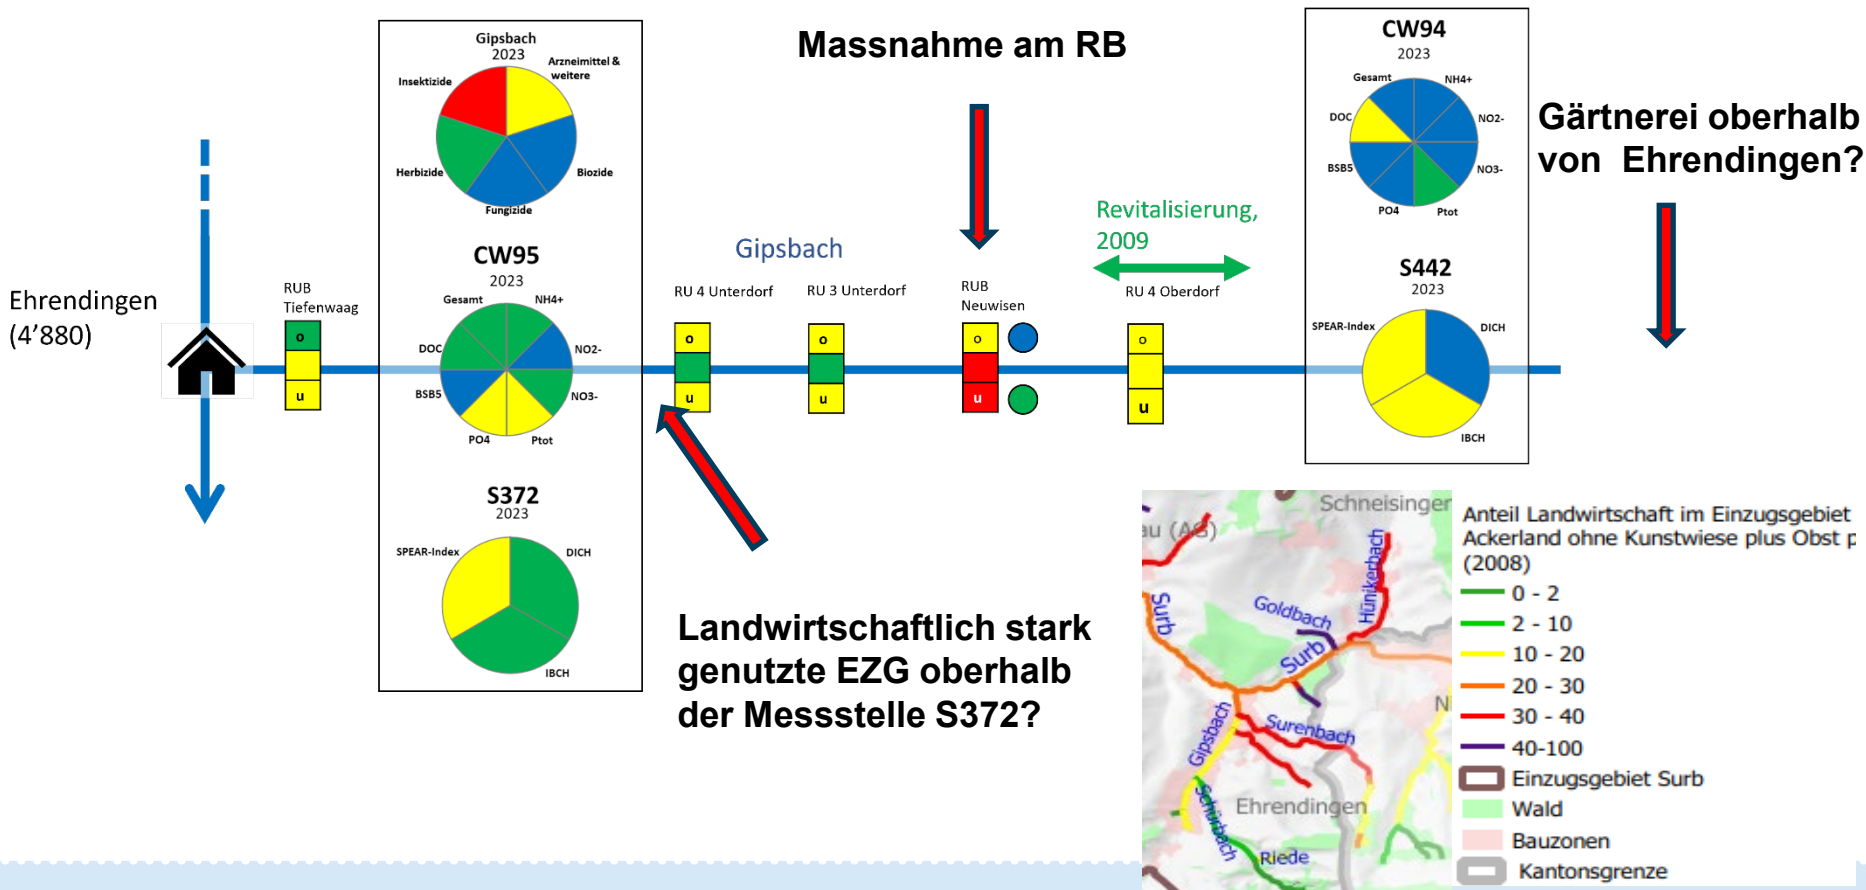 Gipsbach
2023
Arzneimittel &
weitere
Insektizide
Herbizide
Biozide
Fungizide
Massnahme am RB
CW94
2023
Gesamt
NH4+
DOC
NO2-
BSB5
NO3-
PO4
Ptot
Gärtnerei oberhalb
von Ehrendingen?
Revitalisierung,
2009
Gipsbach
CW95
2023
Gesamt
NH4+
DOC
NO2-
BSB5
NO3-
PO4
Ptot
S442
2023
SPEAR-Index
DICH
IBCH
Ehrendingen
(4’880)
RUB
Tiefenwaag
o
u
RU 4 Unterdorf
o
u
RU 3 Unterdorf
o
u
RUB
Neuwisen
o
u
RU 4 Oberdorf
o
u
S372
2023
SPEAR-Index
DICH
IBCH
Landwirtschaftlich stark
genutzte EZG oberhalb
der Messstelle S372?
Schneisinger
au (AG)
Surb
Goldbach
Hünikerbach
Surb
Gipsbach
Surenbach
Ehrendingen
Schürbach
Riede
Anteil Landwirtschaft im Einzugsgebiet
Ackerland ohne Kunstwiese plus Obst p
(2008)
0 - 2
2 - 10
10 - 20
20 - 30
30 - 40
40-100
Einzugsgebiet Surb
Wald
Bauzonen
Kantonsgrenze